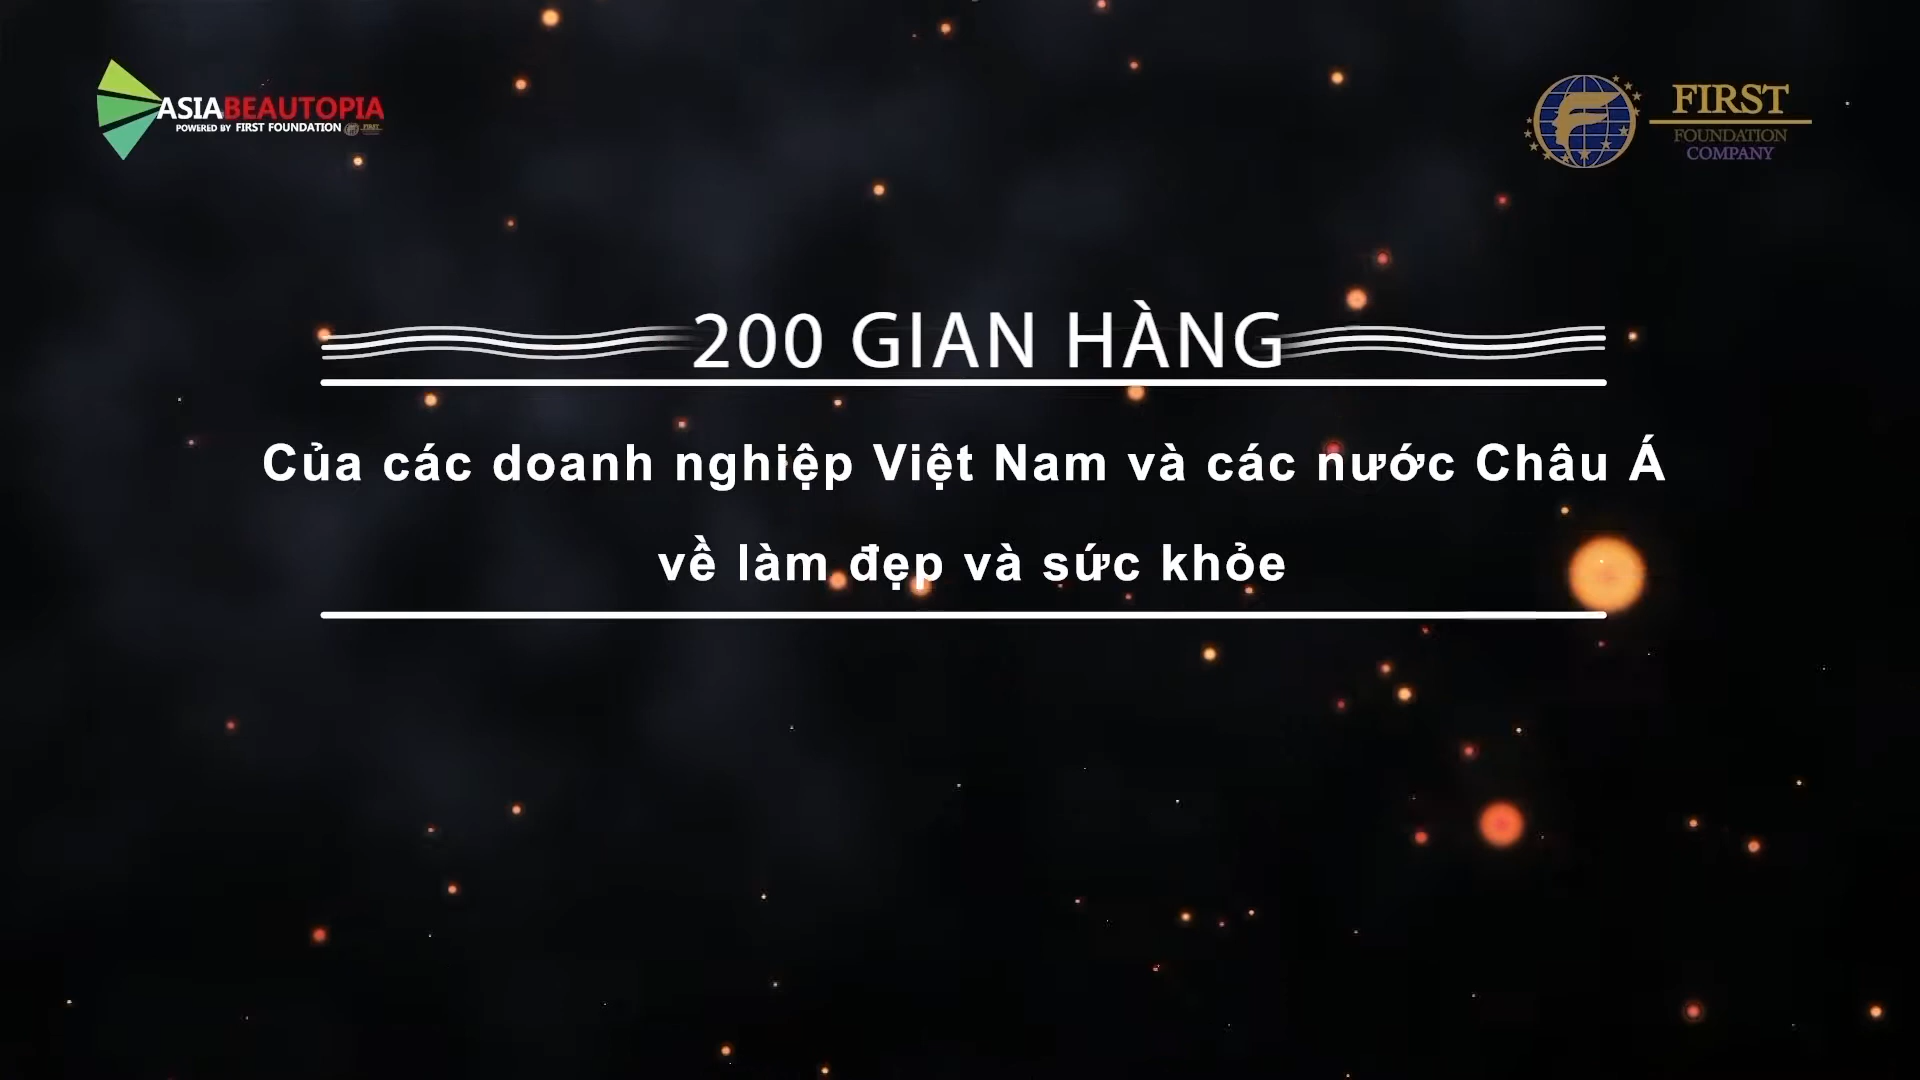 ASIABEAUTOPIA
POWERED BY FIRST FOUNDATION
FIRST
FOUNDATION
COMPANY
200 GIAN HÀNG
Của các doanh nghiệp Việt Nam và các nước Châu Á
về làm đẹp và sức khỏe